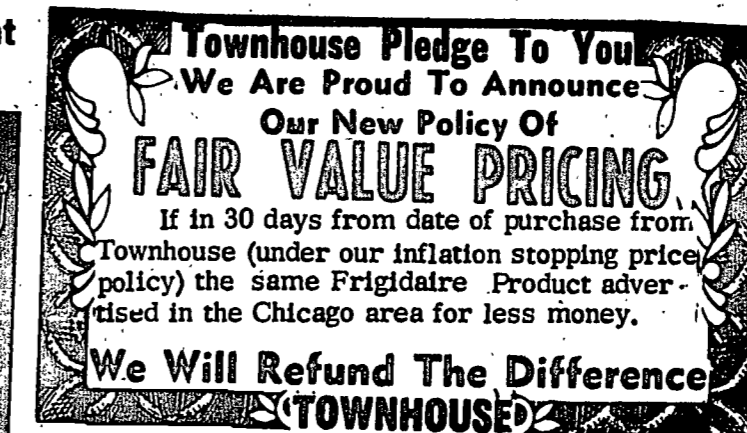 Townhouse Pledge To You
We Are Proud To Announce
Our New Policy Of
FAIR VALUE PRICING
If in 30 days from date of purchase from
Townhouse (under our inflation stopping price
policy) the same Frigidaire Product adver-
tised in the Chicago area for less money.
We Will Refund The Difference
TOWNHOUSE